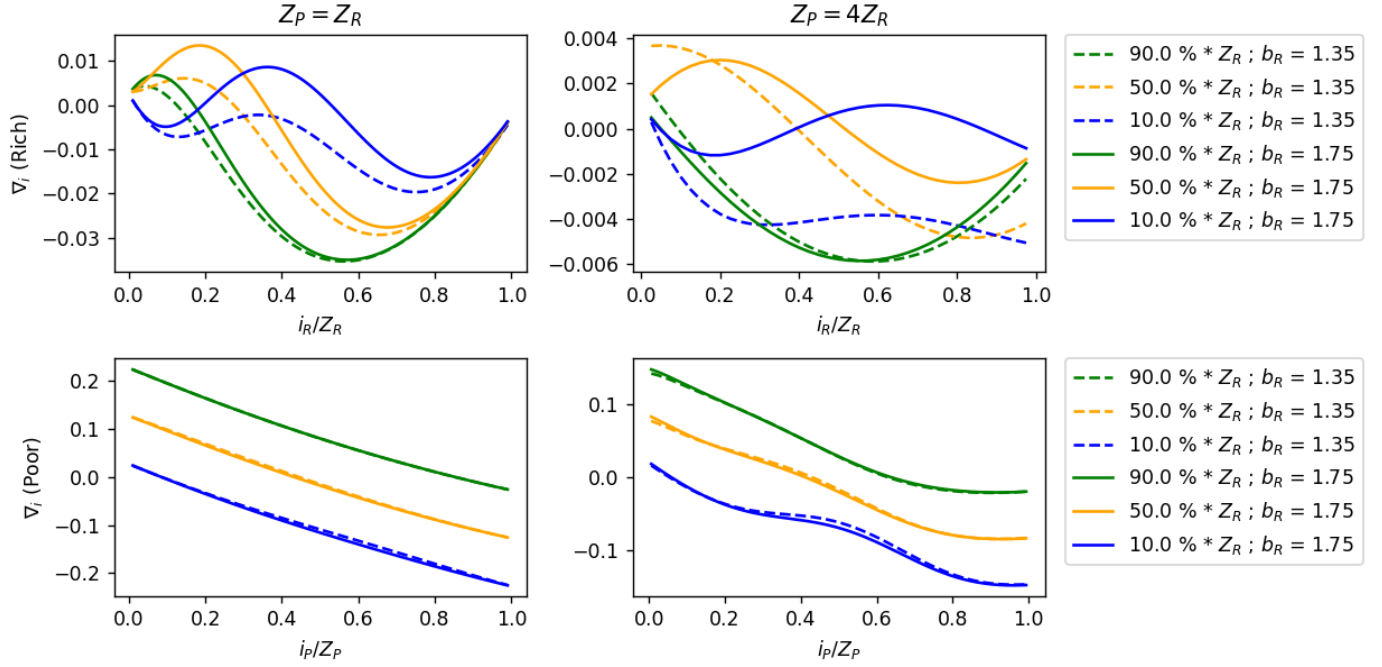 Z_P = Z_R
Z_P = 4Z_R
∇_i (Rich)
0.01
0.00
−0.01
−0.02
−0.03
0.0 0.2 0.4 0.6 0.8 1.0
i_R/Z_R
0.004
0.002
0.000
−0.002
−0.004
−0.006
0.0 0.2 0.4 0.6 0.8 1.0
i_R/Z_R
90.0 % * Z_R ; b_R = 1.35
50.0 % * Z_R ; b_R = 1.35
10.0 % * Z_R ; b_R = 1.35
90.0 % * Z_R ; b_R = 1.75
50.0 % * Z_R ; b_R = 1.75
10.0 % * Z_R ; b_R = 1.75
∇_i (Poor)
0.2
0.1
0.0
−0.1
−0.2
0.0 0.2 0.4 0.6 0.8 1.0
i_P/Z_P
0.1
0.0
−0.1
0.0 0.2 0.4 0.6 0.8 1.0
i_P/Z_P
90.0 % * Z_R ; b_R = 1.35
50.0 % * Z_R ; b_R = 1.35
10.0 % * Z_R ; b_R = 1.35
90.0 % * Z_R ; b_R = 1.75
50.0 % * Z_R ; b_R = 1.75
10.0 % * Z_R ; b_R = 1.75